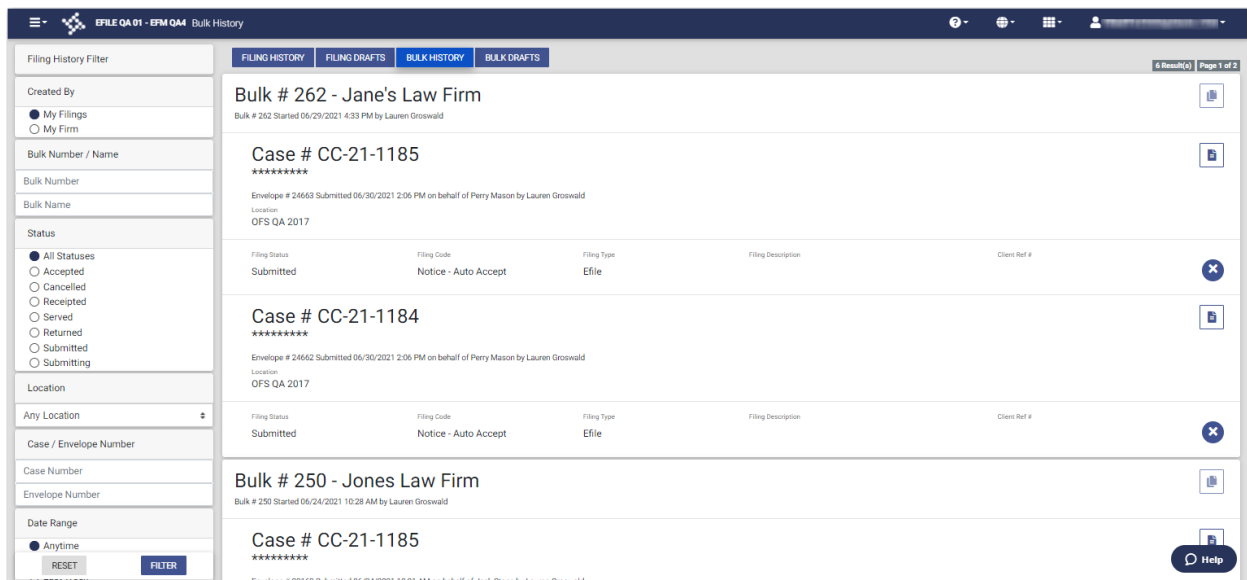 EFILE QA 01 - EFM QA4 Bulk History
Filing History Filter
Created By
My Filings
My Firm
Bulk Number / Name
Bulk Number
Bulk Name
Status
All Statuses
Accepted
Cancelled
Receipted
Served
Returned
Submitted
Submitting
Location
Any Location
Case / Envelope Number
Case Number
Envelope Number
Date Range
Anytime
RESET FILTER
FILING HISTORY FILING DRAFTS BULK HISTORY BULK DRAFTS
6 Result(s) Page 1 of 2
Bulk # 262 - Jane's Law Firm
Bulk # 262 Started 06/29/2021 4:33 PM by Lauren Groswald
Case # CC-21-1185
*********
Envelope # 24663 Submitted 06/30/2021 2:06 PM on behalf of Perry Mason by Lauren Groswald
Location
OFS QA 2017
Filing Status Filing Code Filing Type Filing Description Client Ref #
Submitted Notice - Auto Accept Efile
Case # CC-21-1184
*********
Envelope # 24662 Submitted 06/30/2021 2:06 PM on behalf of Perry Mason by Lauren Groswald
Location
OFS QA 2017
Filing Status Filing Code Filing Type Filing Description Client Ref #
Submitted Notice - Auto Accept Efile
Bulk # 250 - Jones Law Firm
Bulk # 250 Started 06/24/2021 10:28 AM by Lauren Groswald
Case # CC-21-1185
*********
Help